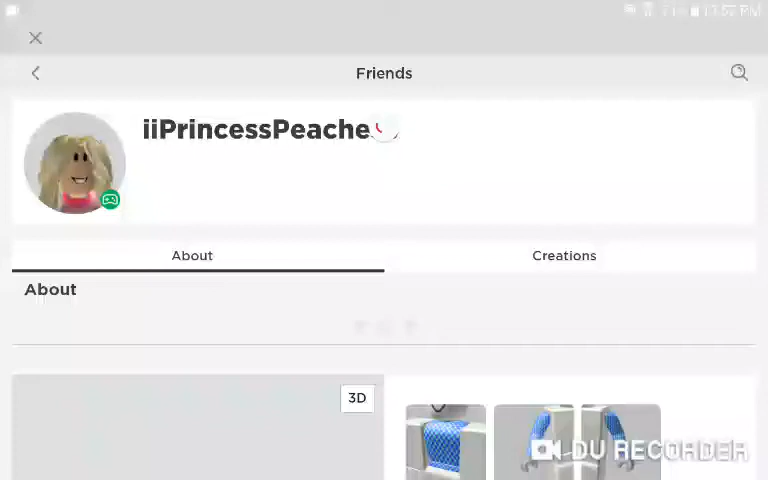 Friends
iiPrincessPeache
About
Creations
About
3D
DU RECORDER